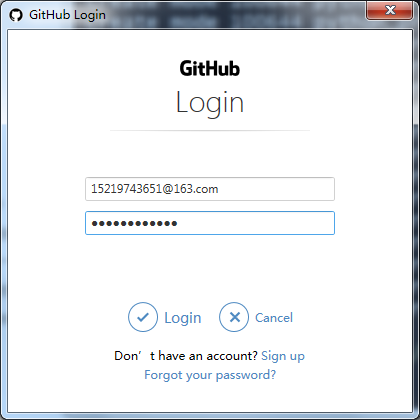 GitHub Login
GitHub
Login
15219743651@163.com
●●●●●●●●●●●●
Login Cancel
Don't have an account? Sign up
Forgot your password?